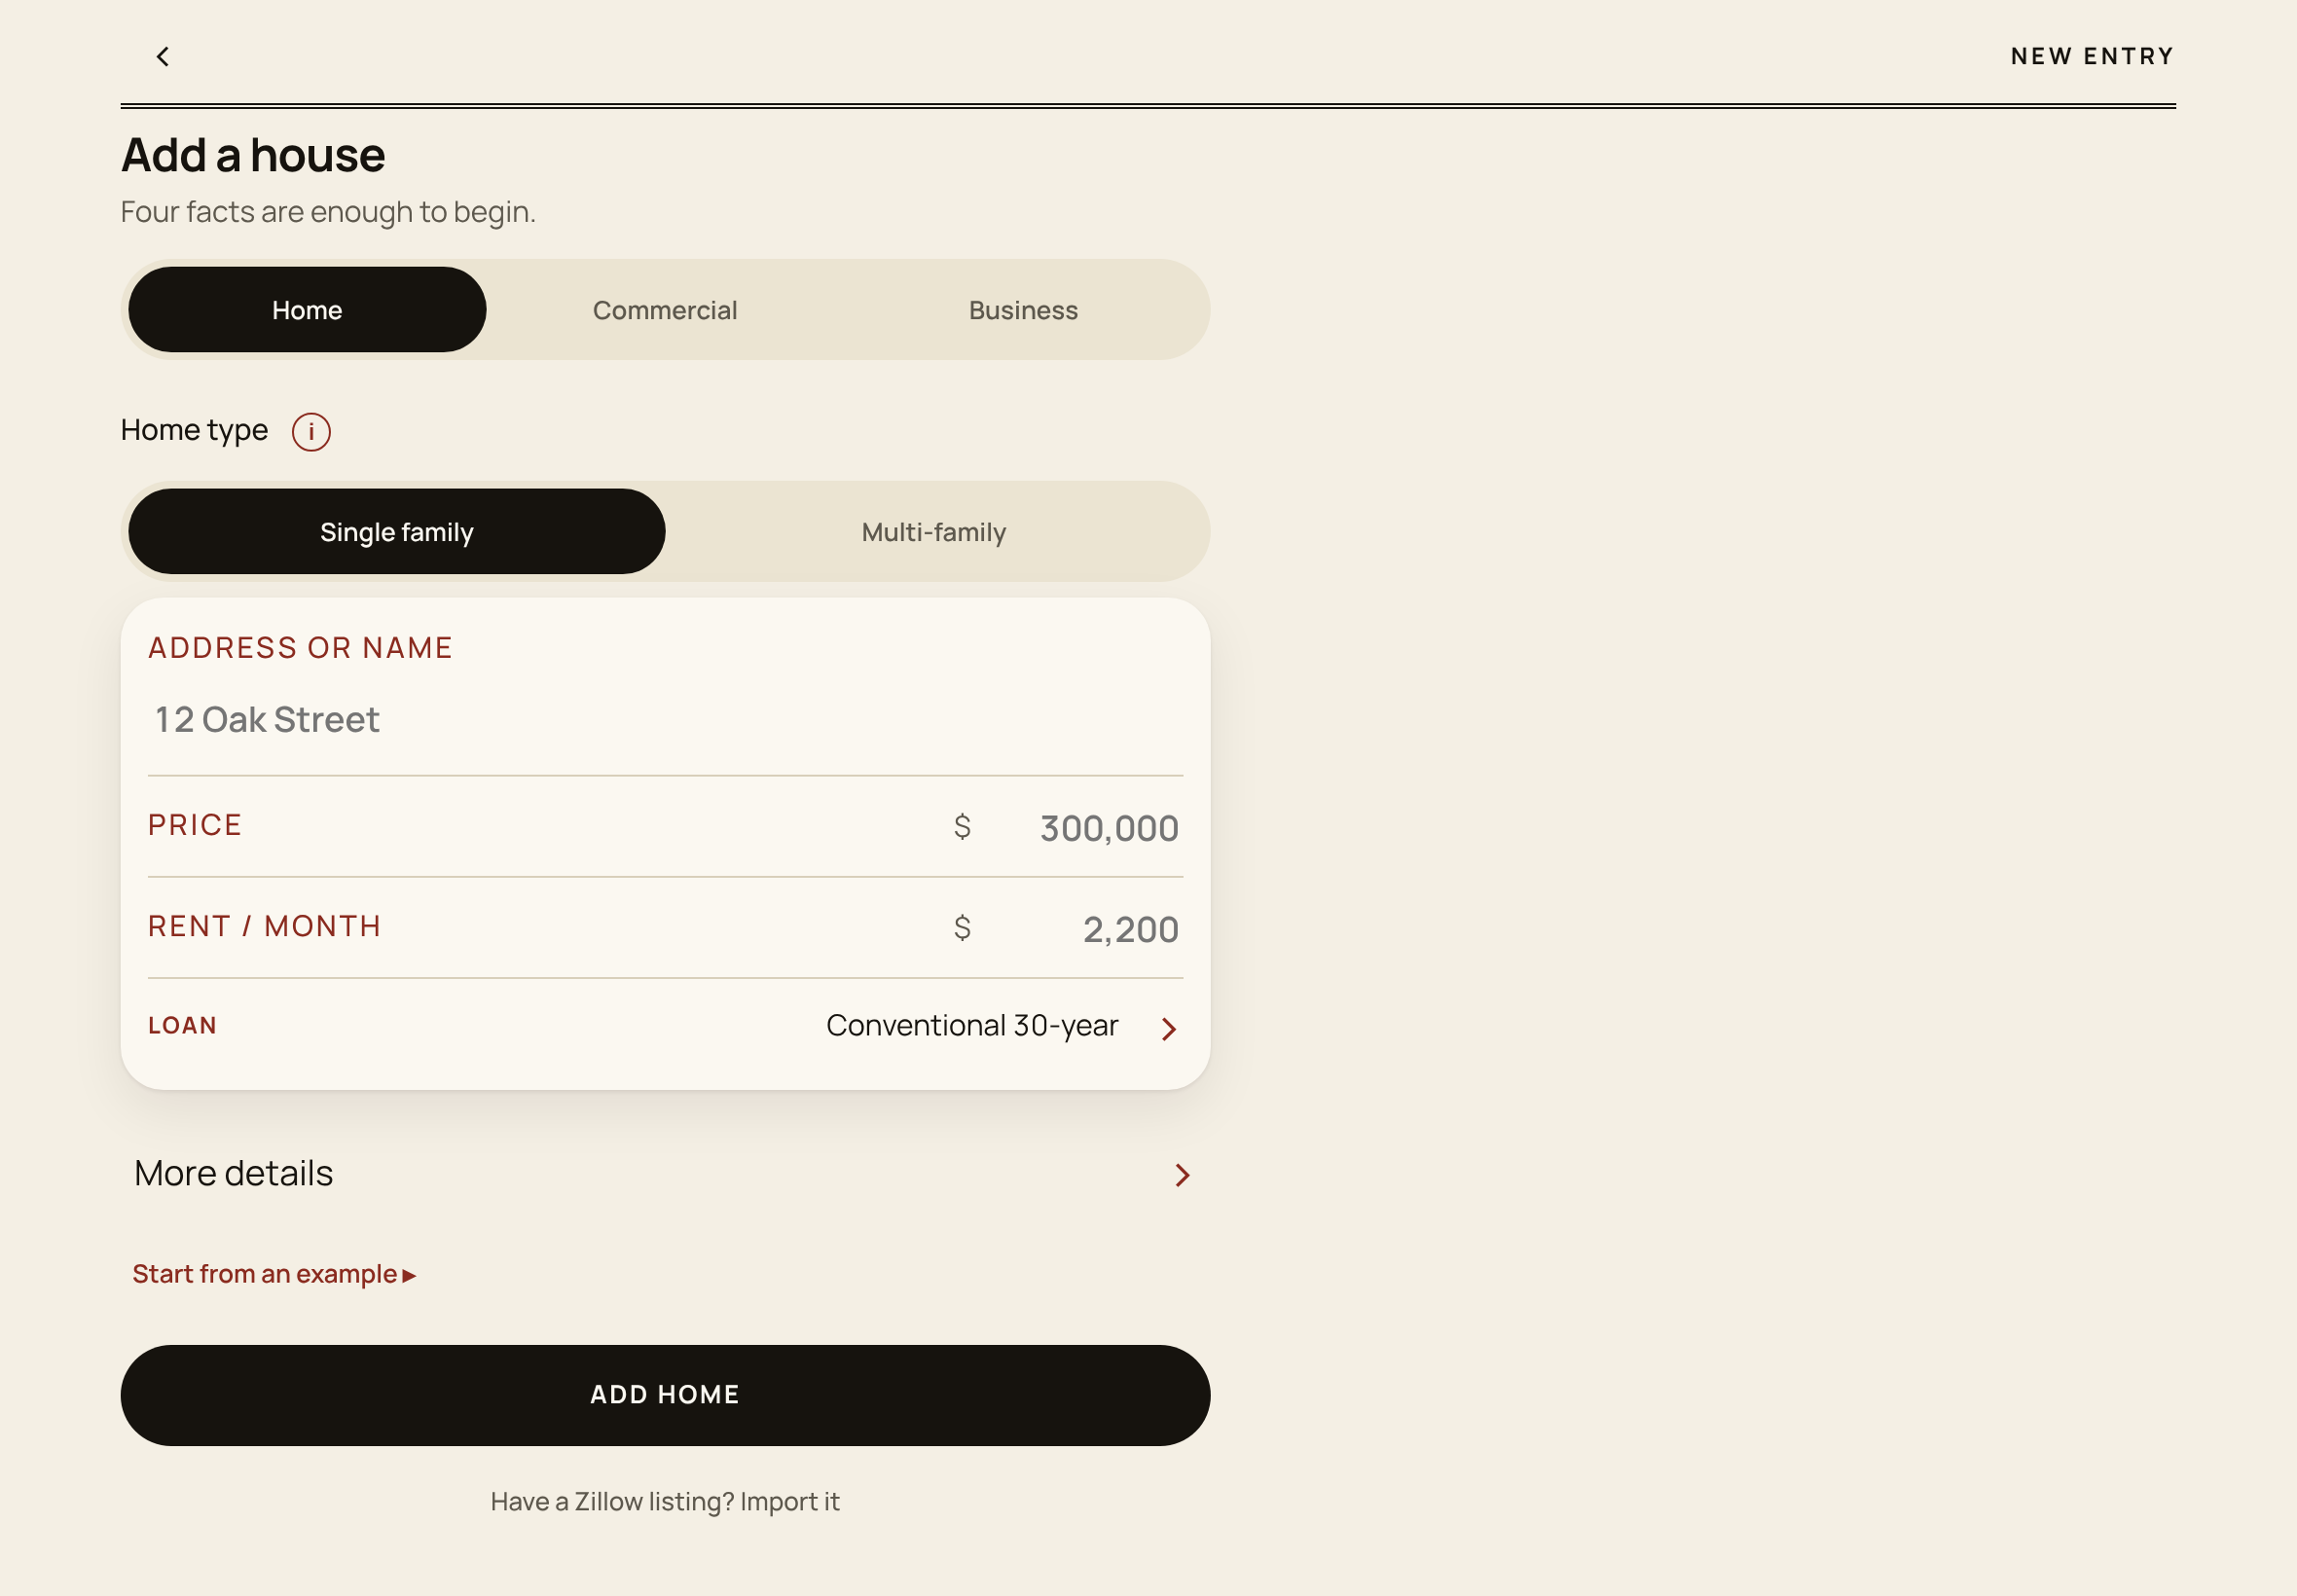 NEW ENTRY
Add a house
Four facts are enough to begin.
Home Commercial Business
Home type i
Single family Multi-family
ADDRESS OR NAME
12 Oak Street
PRICE $ 300,000
RENT / MONTH $ 2,200
LOAN Conventional 30-year
More details
Start from an example ▸
ADD HOME
Have a Zillow listing? Import it